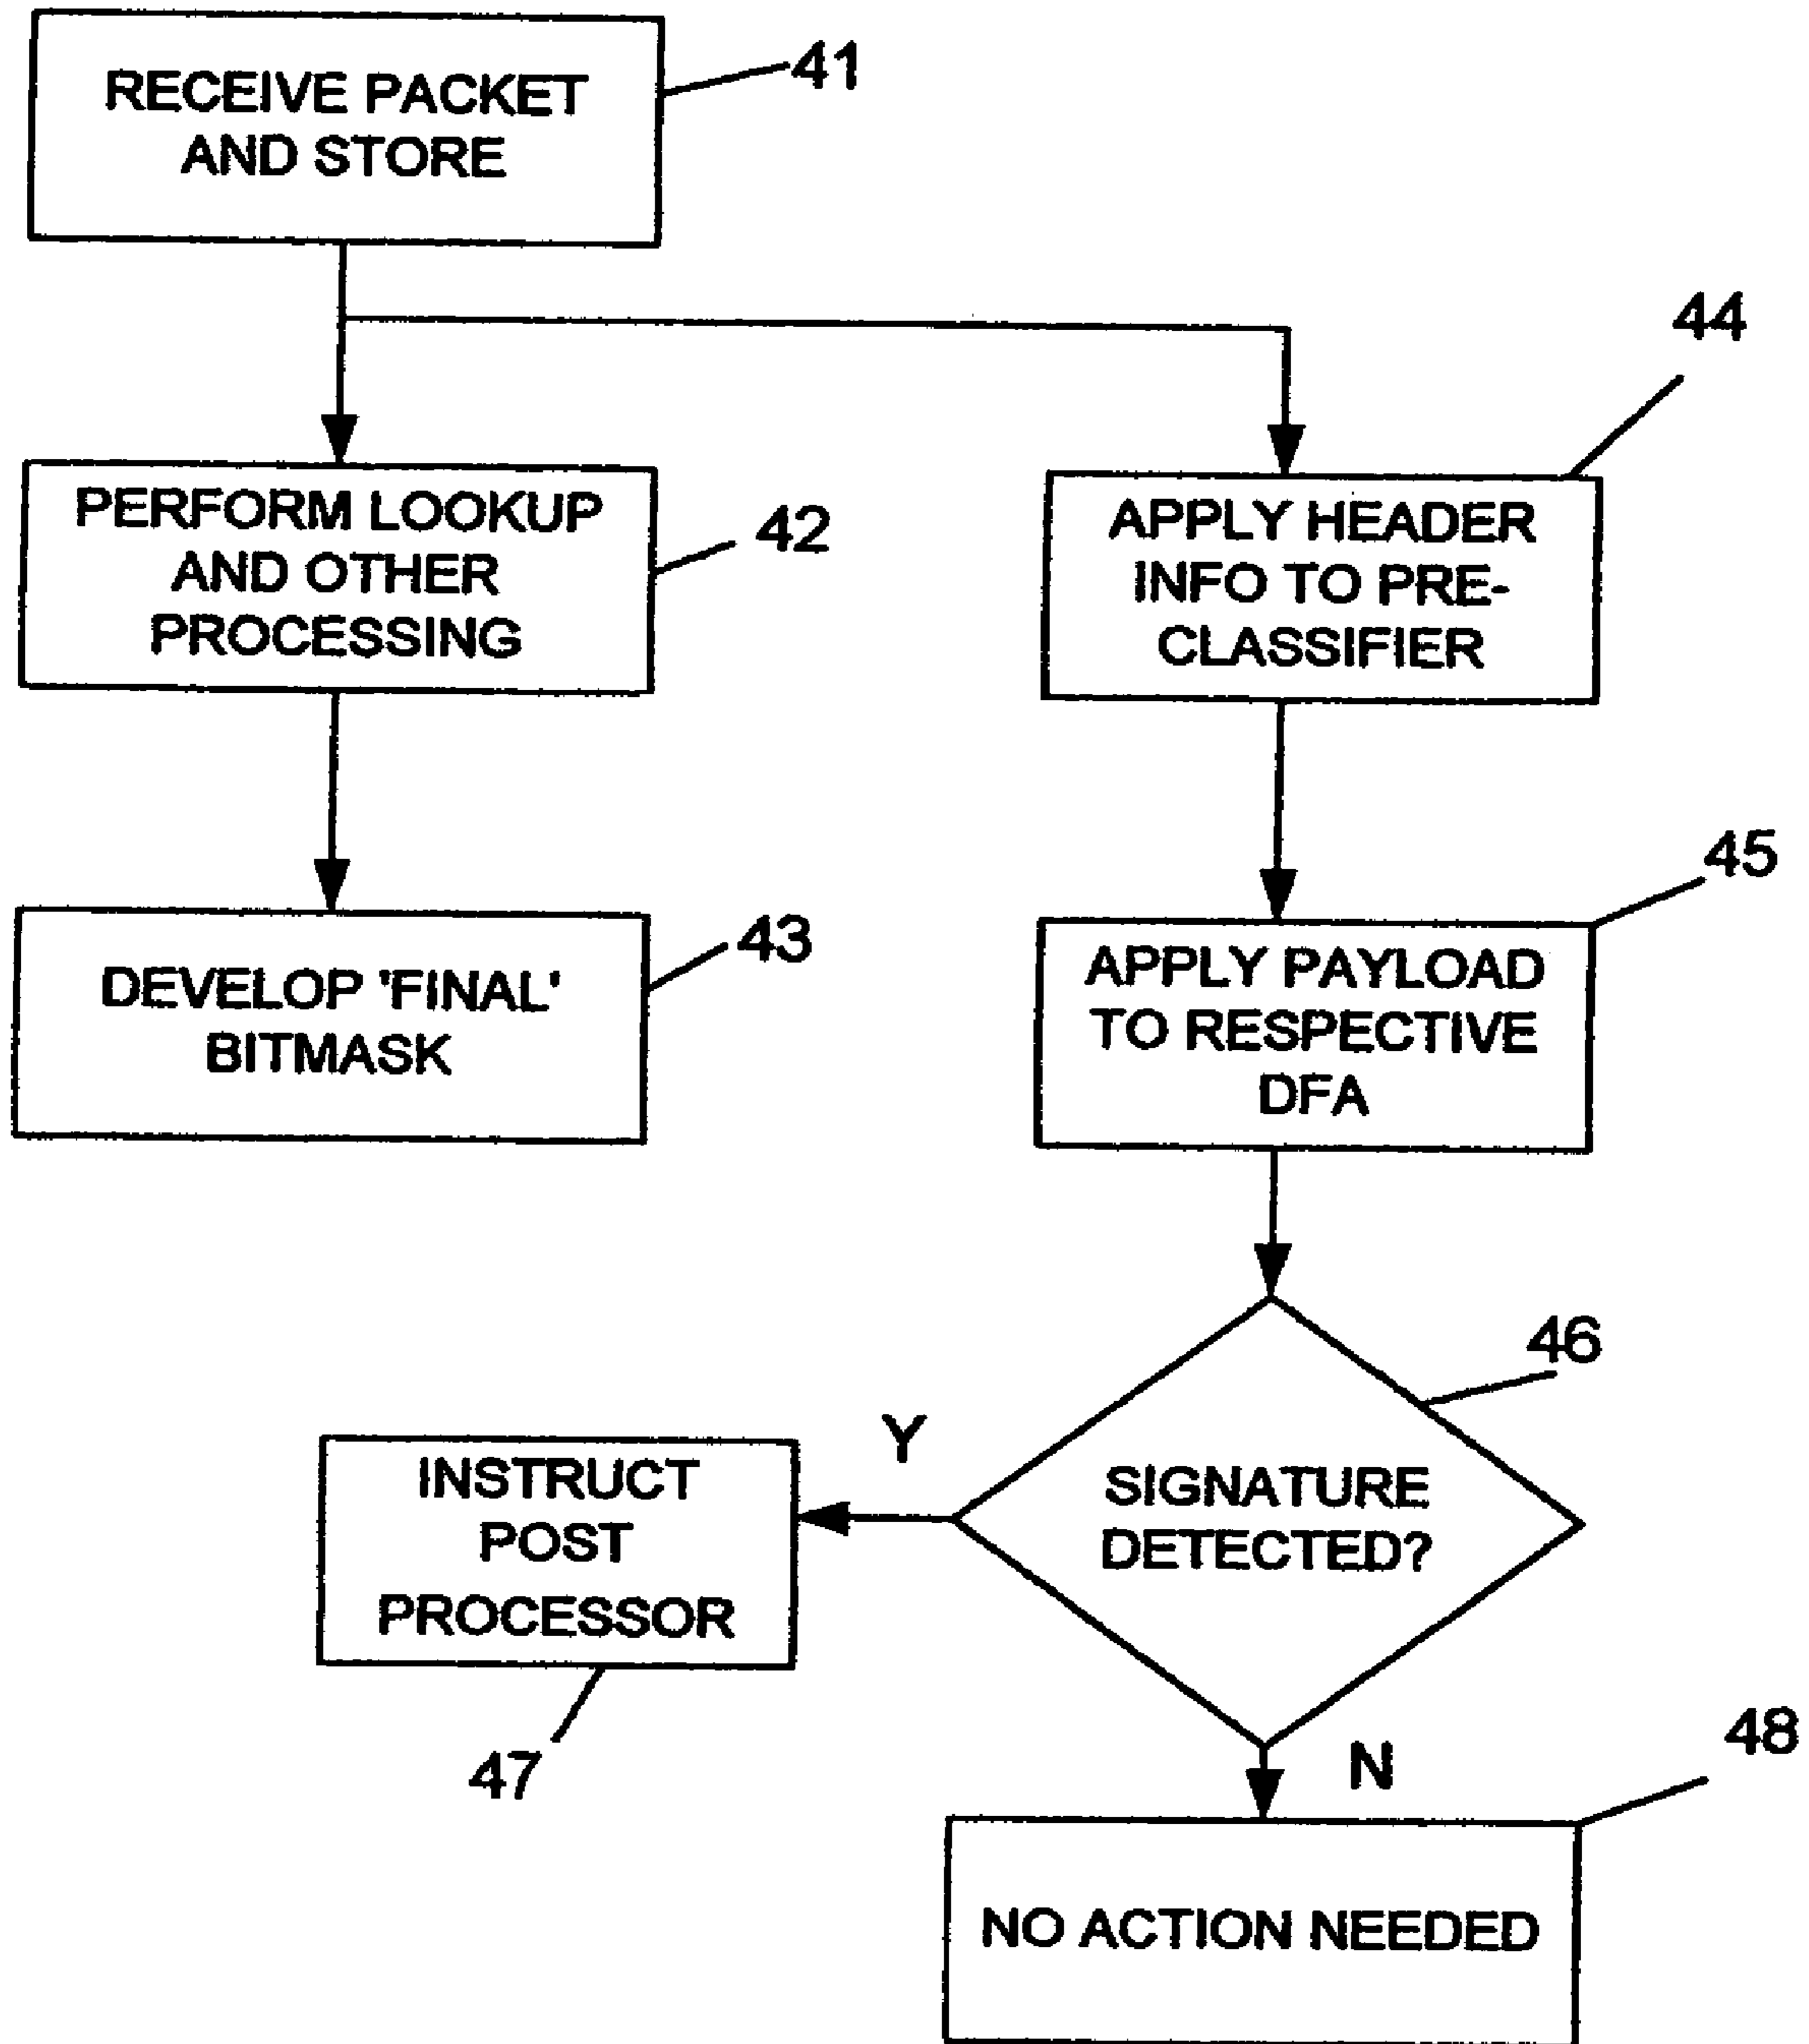 RECEIVE PACKET
AND STORE
41
PERFORM LOOKUP
AND OTHER
PROCESSING
42
DEVELOP 'FINAL'
BITMASK
43
44
APPLY HEADER
INFO TO PRE-
CLASSIFIER
45
APPLY PAYLOAD
TO RESPECTIVE
DFA
46
SIGNATURE
DETECTED?
Y
INSTRUCT
POST
PROCESSOR
47
N
48
NO ACTION NEEDED